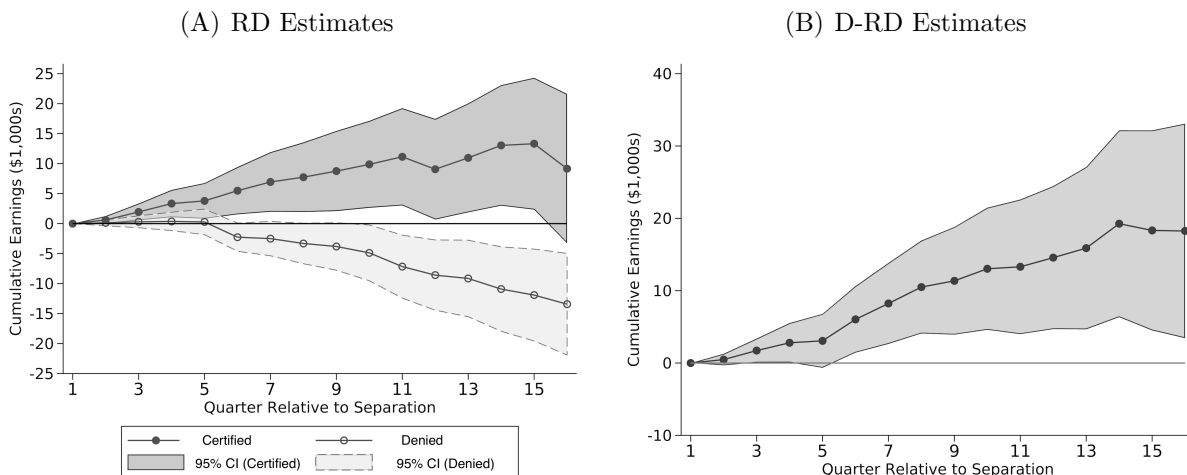 (A) RD Estimates
Cumulative Earnings ($1,000s)
25
20
15
10
5
0
-5
-10
-15
-20
-25
1 3 5 7 9 11 13 15
Quarter Relative to Separation
Certified Denied
95% CI (Certified) 95% CI (Denied)
(B) D-RD Estimates
Cumulative Earnings ($1,000s)
40
30
20
10
0
-10
1 3 5 7 9 11 13 15
Quarter Relative to Separation